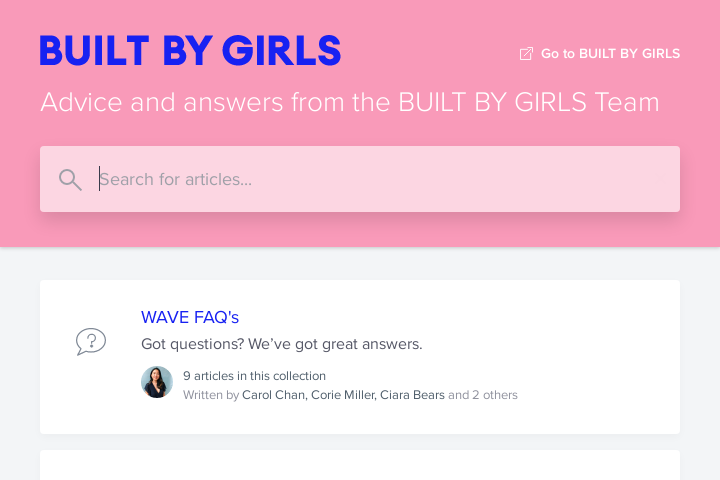 BUILT BY GIRLS
Go to BUILT BY GIRLS
Advice and answers from the BUILT BY GIRLS Team
Search for articles...
WAVE FAQ's
Got questions? We’ve got great answers.
9 articles in this collection
Written by Carol Chan, Corie Miller, Ciara Bears and 2 others